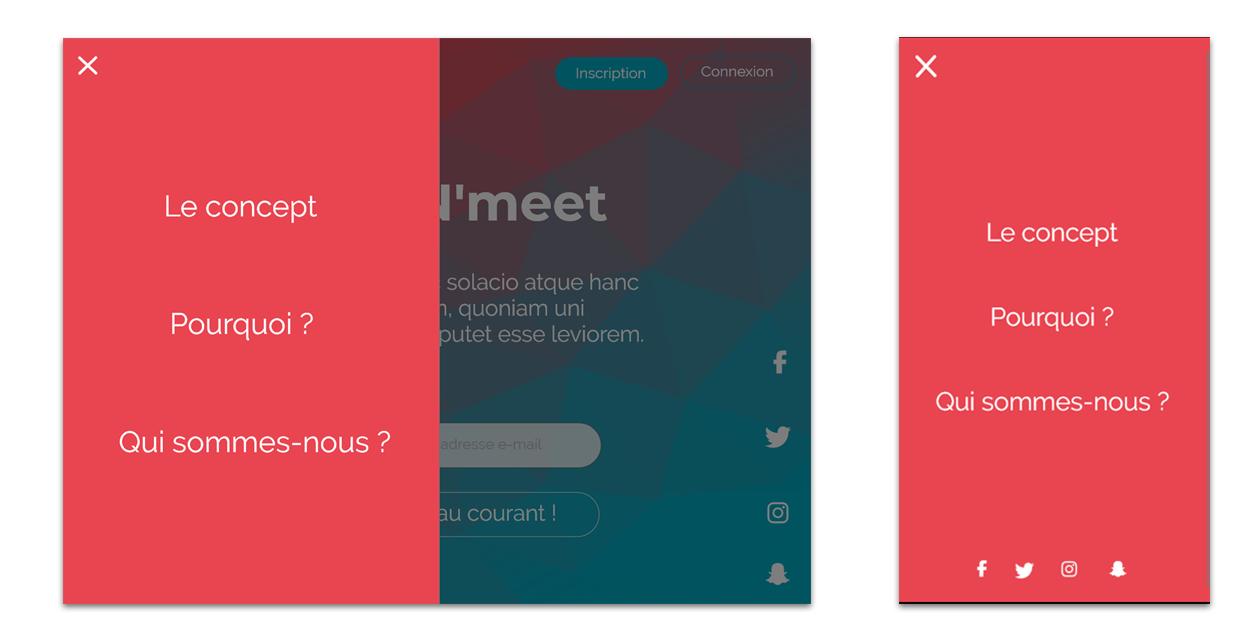 Le concept
Pourquoi ?
Qui sommes-nous ?
Inscription
Connexion
'meet
solacio atque hanc
, quoniam uni
putet esse leviorem.
adresse e-mail
au courant !
Le concept
Pourquoi ?
Qui sommes-nous ?